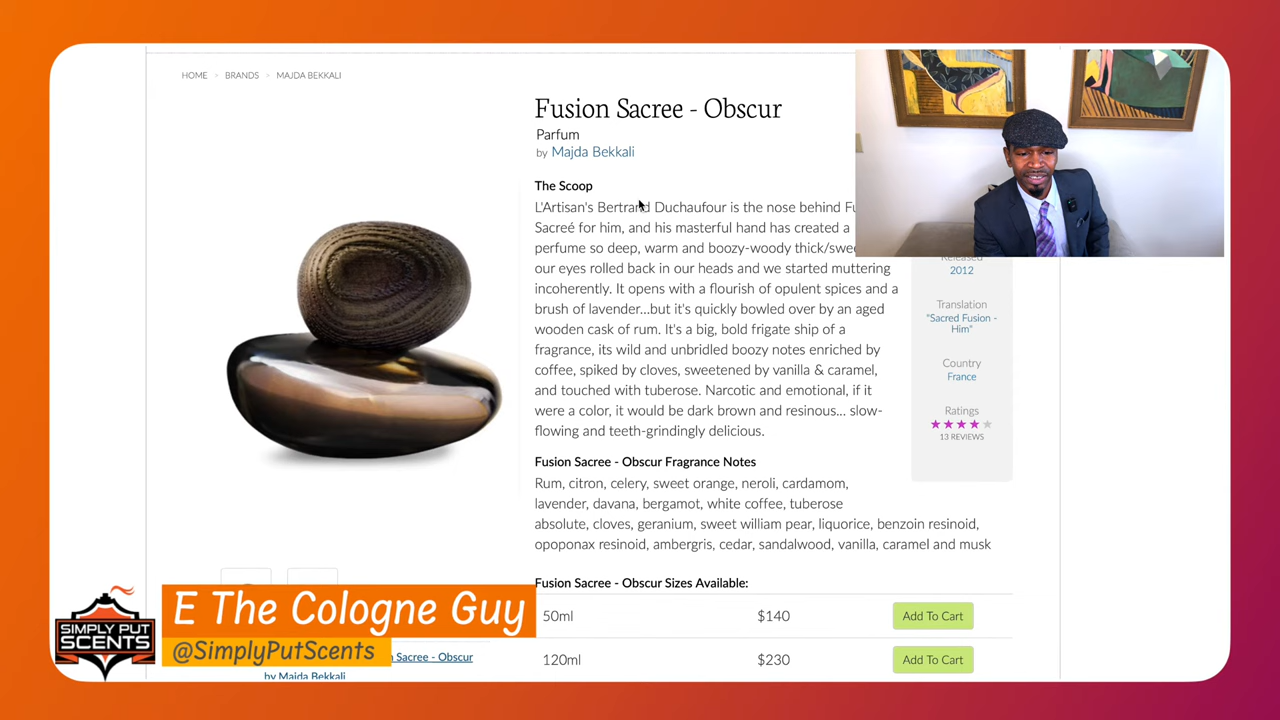 HOME > BRANDS > MAJDA BEKKALI
Fusion Sacree - Obscur
Parfum
by Majda Bekkali
The Scoop
L'Artisan's Bertrand Duchaufour is the nose behind Fu
Sacreé for him, and his masterful hand has created a
perfume so deep, warm and boozy-woody thick/swee
our eyes rolled back in our heads and we started muttering
incoherently. It opens with a flourish of opulent spices and a
brush of lavender...but it's quickly bowled over by an aged
wooden cask of rum. It's a big, bold frigate ship of a
fragrance, its wild and unbridled boozy notes enriched by
coffee, spiked by cloves, sweetened by vanilla & caramel,
and touched with tuberose. Narcotic and emotional, if it
were a color, it would be dark brown and resinous... slow-
flowing and teeth-grindingly delicious.
Released
2012
Translation
"Sacred Fusion -
Him"
Country
France
Ratings
13 REVIEWS
Fusion Sacree - Obscur Fragrance Notes
Rum, citron, celery, sweet orange, neroli, cardamom,
lavender, davana, bergamot, white coffee, tuberose
absolute, cloves, geranium, sweet william pear, liquorice, benzoin resinoid,
opoponax resinoid, ambergris, cedar, sandalwood, vanilla, caramel and musk
Fusion Sacree - Obscur Sizes Available:
50ml $140 Add To Cart
120ml $230 Add To Cart
SIMPLY PUT
SCENTS
E The Cologne Guy
@SimplyPutScents
Sacree - Obscur
by Majda Bekkali